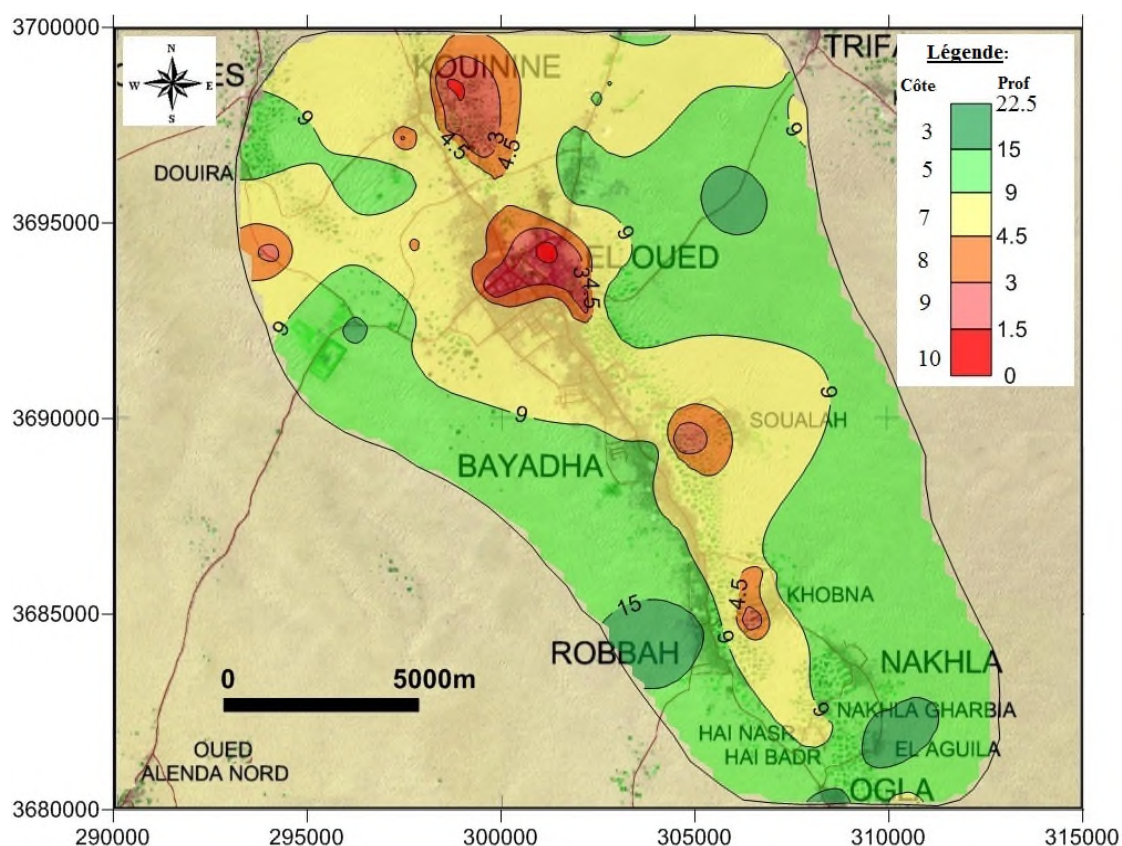 3700000
3695000
3690000
3685000
3680000
290000
295000
300000
305000
310000
315000
N
W
E
S
ES
KOUININE
TRIFA
Légende:
Côte
Prof
22.5
3
15
5
9
7
4.5
8
3
9
1.5
10
0
9
9
4.5
3
4.5
DOUIRA
9
EL OUED
3
4.5
9
9
9
SOUALAH
BAYADHA
4.5
KHOBNA
15
9
ROBBAH
NAKHLA
9
NAKHLA GHARBIA
HAI NASR
HAI BADR
EL AGUILA
OGLA
0
5000m
OUED
ALENDA NORD